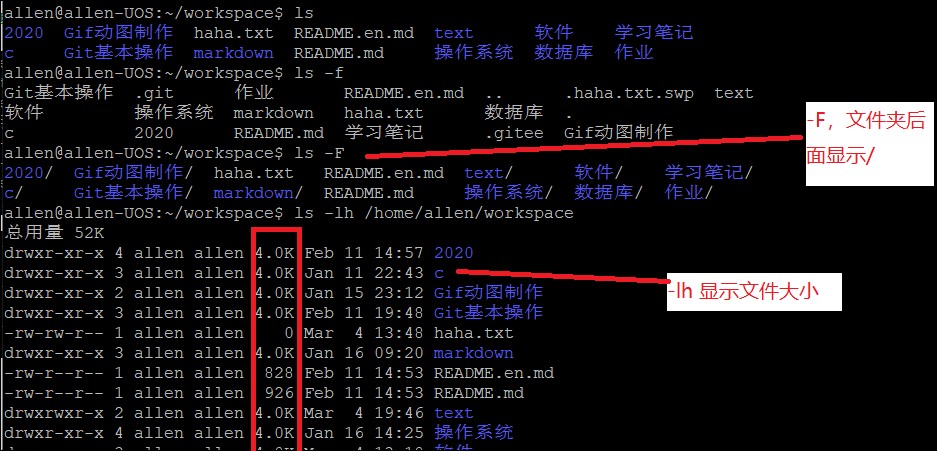 allen@allen-UOS:~/workspace$ ls
2020 Gif动图制作 haha.txt README.en.md text 软件 学习笔记
c Git基本操作 markdown README.md 操作系统 数据库 作业
allen@allen-UOS:~/workspace$ ls -f
Git基本操作 .git 作业 README.en.md .. .haha.txt.swp text
软件 操作系统 markdown haha.txt 数据库 .
c 2020 README.md 学习笔记 .gitee Gif动图制作
allen@allen-UOS:~/workspace$ ls -F
-F，文件夹后
面显示/
2020/ Gif动图制作/ haha.txt README.en.md text/ 软件/ 学习笔记/
c/ Git基本操作/ markdown/ README.md 操作系统/ 数据库/ 作业/
allen@allen-UOS:~/workspace$ ls -lh /home/allen/workspace
总用量 52K
drwxr-xr-x 4 allen allen 4.0K Feb 11 14:57 2020
drwxr-xr-x 3 allen allen 4.0K Jan 11 22:43 c
-lh 显示文件大小
drwxr-xr-x 2 allen allen 4.0K Jan 15 23:12 Gif动图制作
drwxr-xr-x 3 allen allen 4.0K Feb 11 19:48 Git基本操作
-rw-rw-r-- 1 allen allen 0 Mar 4 13:48 haha.txt
drwxr-xr-x 3 allen allen 4.0K Jan 16 09:20 markdown
-rw-r--r-- 1 allen allen 828 Feb 11 14:53 README.en.md
-rw-r--r-- 1 allen allen 926 Feb 11 14:53 README.md
drwxrwxr-x 2 allen allen 4.0K Mar 4 19:46 text
drwxr-xr-x 4 allen allen 4.0K Jan 16 14:25 操作系统